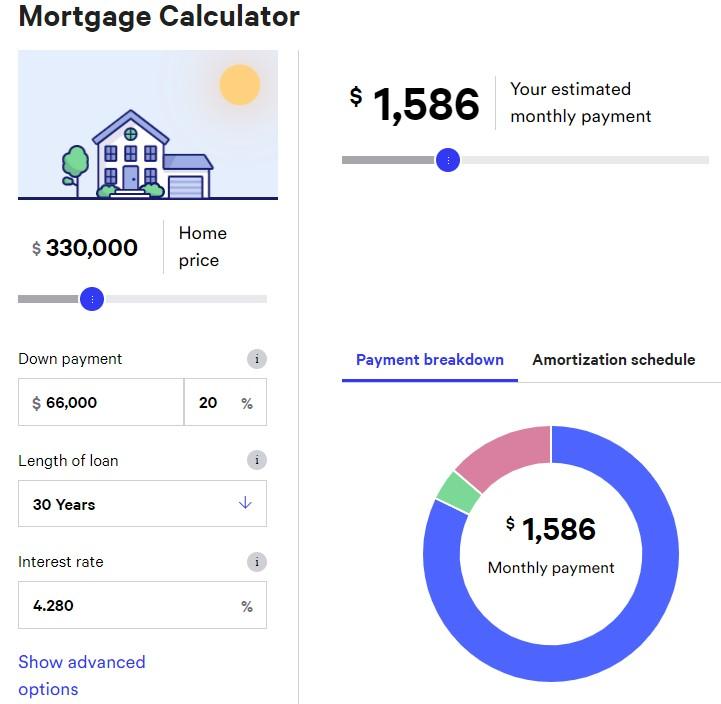 Mortgage Calculator
$ 330,000
Home
price
Down payment i
$ 66,000 20 %
Length of loan i
30 Years
Interest rate i
4.280 %
Show advanced
options
$ 1,586
Your estimated
monthly payment
Payment breakdown Amortization schedule
$ 1,586
Monthly payment